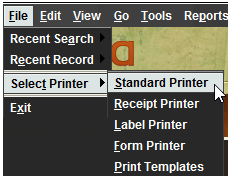 File Edit View Go Tools Reports
a
Recent Search
Recent Record
Select Printer
Standard Printer
Exit
Receipt Printer
Label Printer
Form Printer
Print Templates